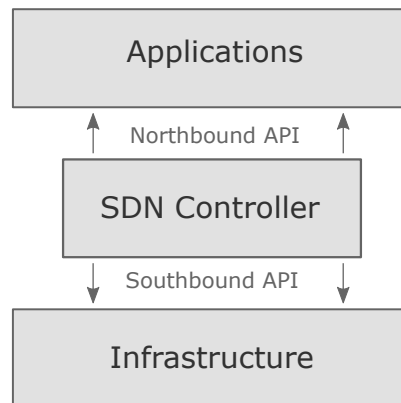 Applications
Northbound API
SDN Controller
Southbound API
Infrastructure